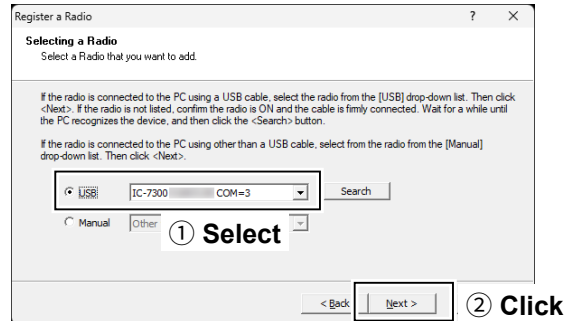 Register a Radio ? ×
Selecting a Radio
Select a Radio that you want to add.
If the radio is connected to the PC using a USB cable, select the radio from the [USB] drop-down list. Then click
<Next>. If the radio is not listed, confirm the radio is ON and the cable is firmly connected. Wait for a while until
the PC recognizes the device, and then click the <Search> button.
If the radio is connected to the PC using other than a USB cable, select from the radio from the [Manual]
drop-down list. Then click <Next>.
USB IC-7300 COM=3 Search
Manual Other
① Select
< Back Next > ② Click